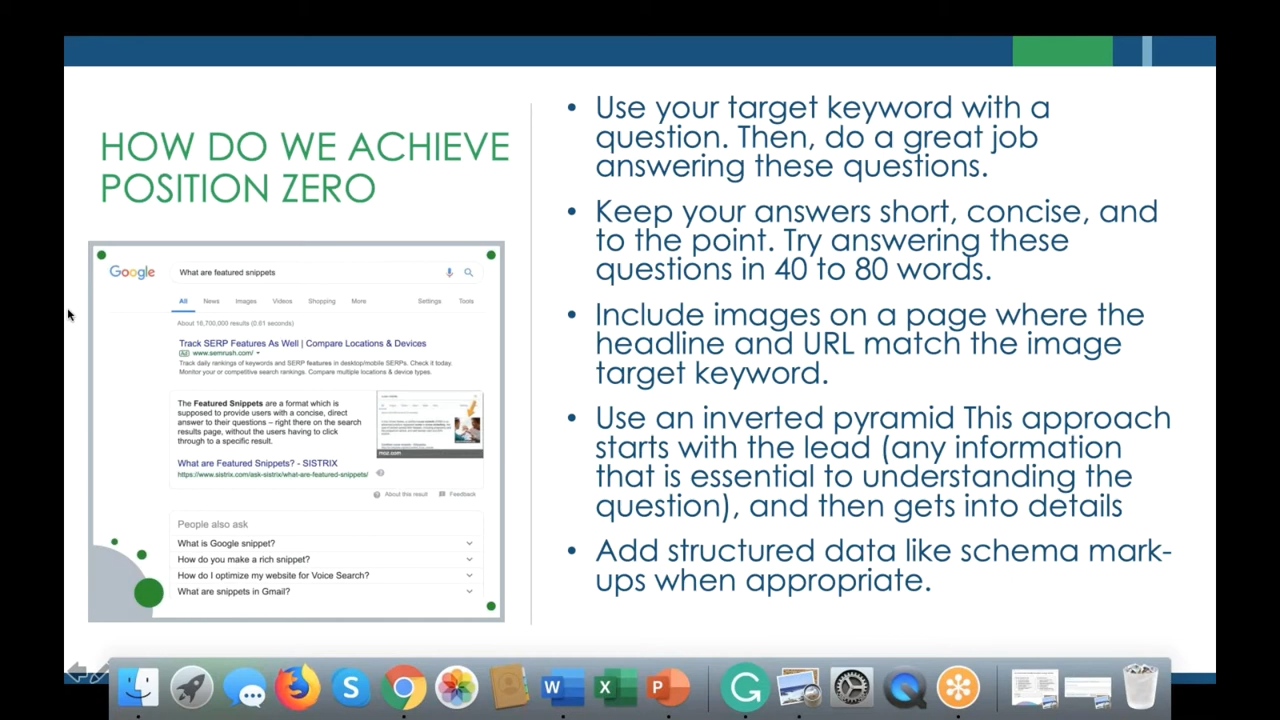 HOW DO WE ACHIEVE
POSITION ZERO
Google
What are featured snippets
All News Images Videos Shopping More Settings Tools
About 16,700,000 results (0.61 seconds)
Track SERP Features As Well | Compare Locations & Devices
Ad www.semrush.com/
Track daily rankings of keywords and SERP features in desktop/mobile SERPs. Check it today.
Monitor your or competitive search rankings. Compare multiple locations & device types.
The Featured Snippets are a format which is
supposed to provide users with a concise, direct
answer to their questions – right there on the search
results page, without the users having to click
through to a specific result.
moz.com
What are Featured Snippets? - SISTRIX
https://www.sistrix.com/ask-sistrix/what-are-featured-snippets/
About this result Feedback
People also ask
What is Google snippet?
How do you make a rich snippet?
How do I optimize my website for Voice Search?
What are snippets in Gmail?
• Use your target keyword with a
question. Then, do a great job
answering these questions.
• Keep your answers short, concise, and
to the point. Try answering these
questions in 40 to 80 words.
• Include images on a page where the
headline and URL match the image
target keyword.
• Use an inverted pyramid This approach
starts with the lead (any information
that is essential to understanding the
question), and then gets into details
• Add structured data like schema mark-
ups when appropriate.